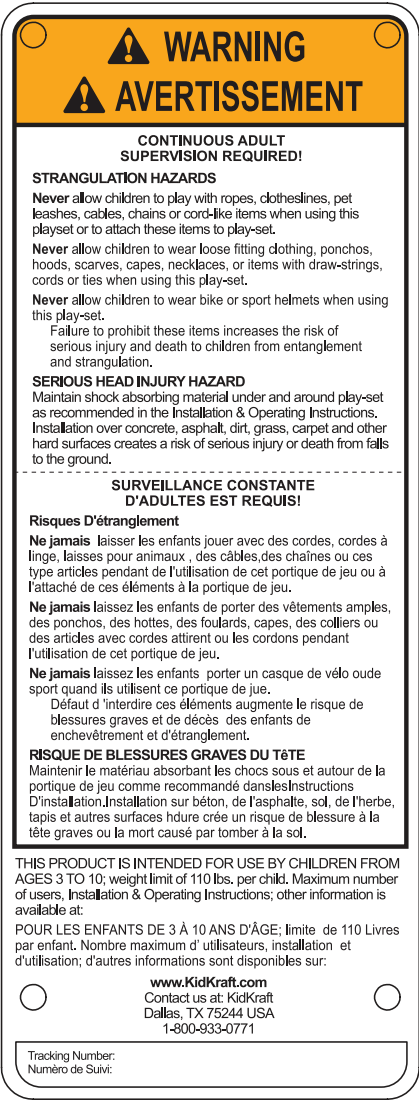 WARNING
AVERTISSEMENT
CONTINUOUS ADULT
SUPERVISION REQUIRED!
STRANGULATION HAZARDS
Never allow children to play with ropes, clotheslines, pet
leashes, cables, chains or cord-like items when using this
playset or to attach these items to play-set.
Never allow children to wear loose fitting clothing, ponchos,
hoods, scarves, capes, necklaces, or items with draw-strings,
cords or ties when using this play-set.
Never allow children to wear bike or sport helmets when using
this play-set.
Failure to prohibit these items increases the risk of
serious injury and death to children from entanglement
and strangulation.
SERIOUS HEAD INJURY HAZARD
Maintain shock absorbing material under and around play-set
as recommended in the Installation & Operating Instructions.
Installation over concrete, asphalt, dirt, grass, carpet and other
hard surfaces creates a risk of serious injury or death from falls
to the ground.
SURVEILLANCE CONSTANTE
D'ADULTES EST REQUIS!
Risques D'étranglement
Ne jamais laisser les enfants jouer avec des cordes, cordes à
linge, laisses pour animaux , des câbles,des chaînes ou ces
type articles pendant de l'utilisation de cet portique de jeu ou à
l'attaché de ces éléments à la portique de jeu.
Ne jamais laissez les enfants de porter des vêtements amples,
des ponchos, des hottes, des foulards, capes, des colliers ou
des articles avec cordes attirent ou les cordons pendant
l'utilisation de cet portique de jeu.
Ne jamais laissez les enfants porter un casque de vélo oude
sport quand ils utilisent ce portique de jue.
Défaut d 'interdire ces éléments augmente le risque de
blessures graves et de décès des enfants de
enchevêtrement et d'étranglement.
RISQUE DE BLESSURES GRAVES DU TêTE
Maintenir le matériau absorbant les chocs sous et autour de la
portique de jeu comme recommandé danslesInstructions
D'installation.Installation sur béton, de l'asphalte, sol, de l'herbe,
tapis et autres surfaces hdure crée un risque de blessure à la
tête graves ou la mort causé par tomber à la sol.
THIS PRODUCT IS INTENDED FOR USE BY CHILDREN FROM
AGES 3 TO 10; weight limit of 110 lbs. per child. Maximum number
of users, Installation & Operating Instructions; other information is
available at:
POUR LES ENFANTS DE 3 À 10 ANS D'ÂGE; limite de 110 Livres
par enfant. Nombre maximum d' utilisateurs, installation et
d'utilisation; d'autres informations sont disponibles sur:
www.KidKraft.com
Contact us at: KidKraft
Dallas, TX 75244 USA
1-800-933-0771
Tracking Number:
Numèro de Suivi: